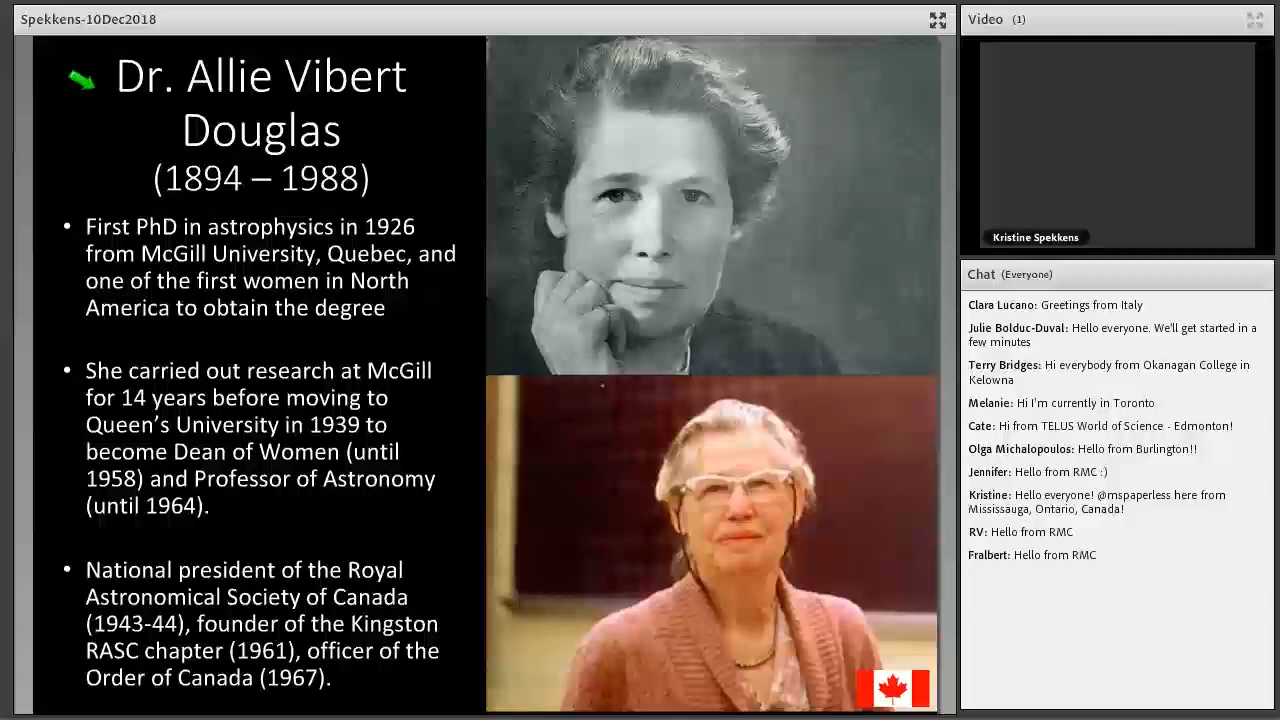 Spekkens-10Dec2018
Dr. Allie Vibert
Douglas
(1894 – 1988)
• First PhD in astrophysics in 1926
from McGill University, Quebec, and
one of the first women in North
America to obtain the degree
• She carried out research at McGill
for 14 years before moving to
Queen’s University in 1939 to
become Dean of Women (until
1958) and Professor of Astronomy
(until 1964).
• National president of the Royal
Astronomical Society of Canada
(1943-44), founder of the Kingston
RASC chapter (1961), officer of the
Order of Canada (1967).
Video (1)
Kristine Spekkens
Chat (Everyone)
Clara Lucano: Greetings from Italy
Julie Bolduc-Duval: Hello everyone. We'll get started in a
few minutes
Terry Bridges: Hi everybody from Okanagan College in
Kelowna
Melanie: Hi I'm currently in Toronto
Cate: Hi from TELUS World of Science - Edmonton!
Olga Michalopoulos: Hello from Burlington!!
Jennifer: Hello from RMC :)
Kristine: Hello everyone! @mspaperless here from
Mississauga, Ontario, Canada!
RV: Hello from RMC
Fralbert: Hello from RMC